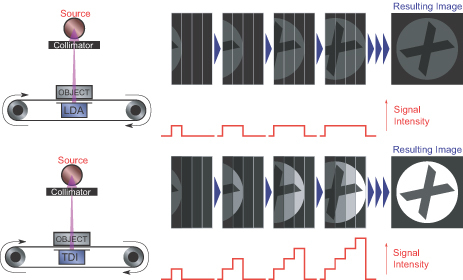 Source
Collimator
OBJECT
LDA
Resulting Image
Signal
Intensity
Source
Collimator
OBJECT
TDI
Resulting Image
Signal
Intensity